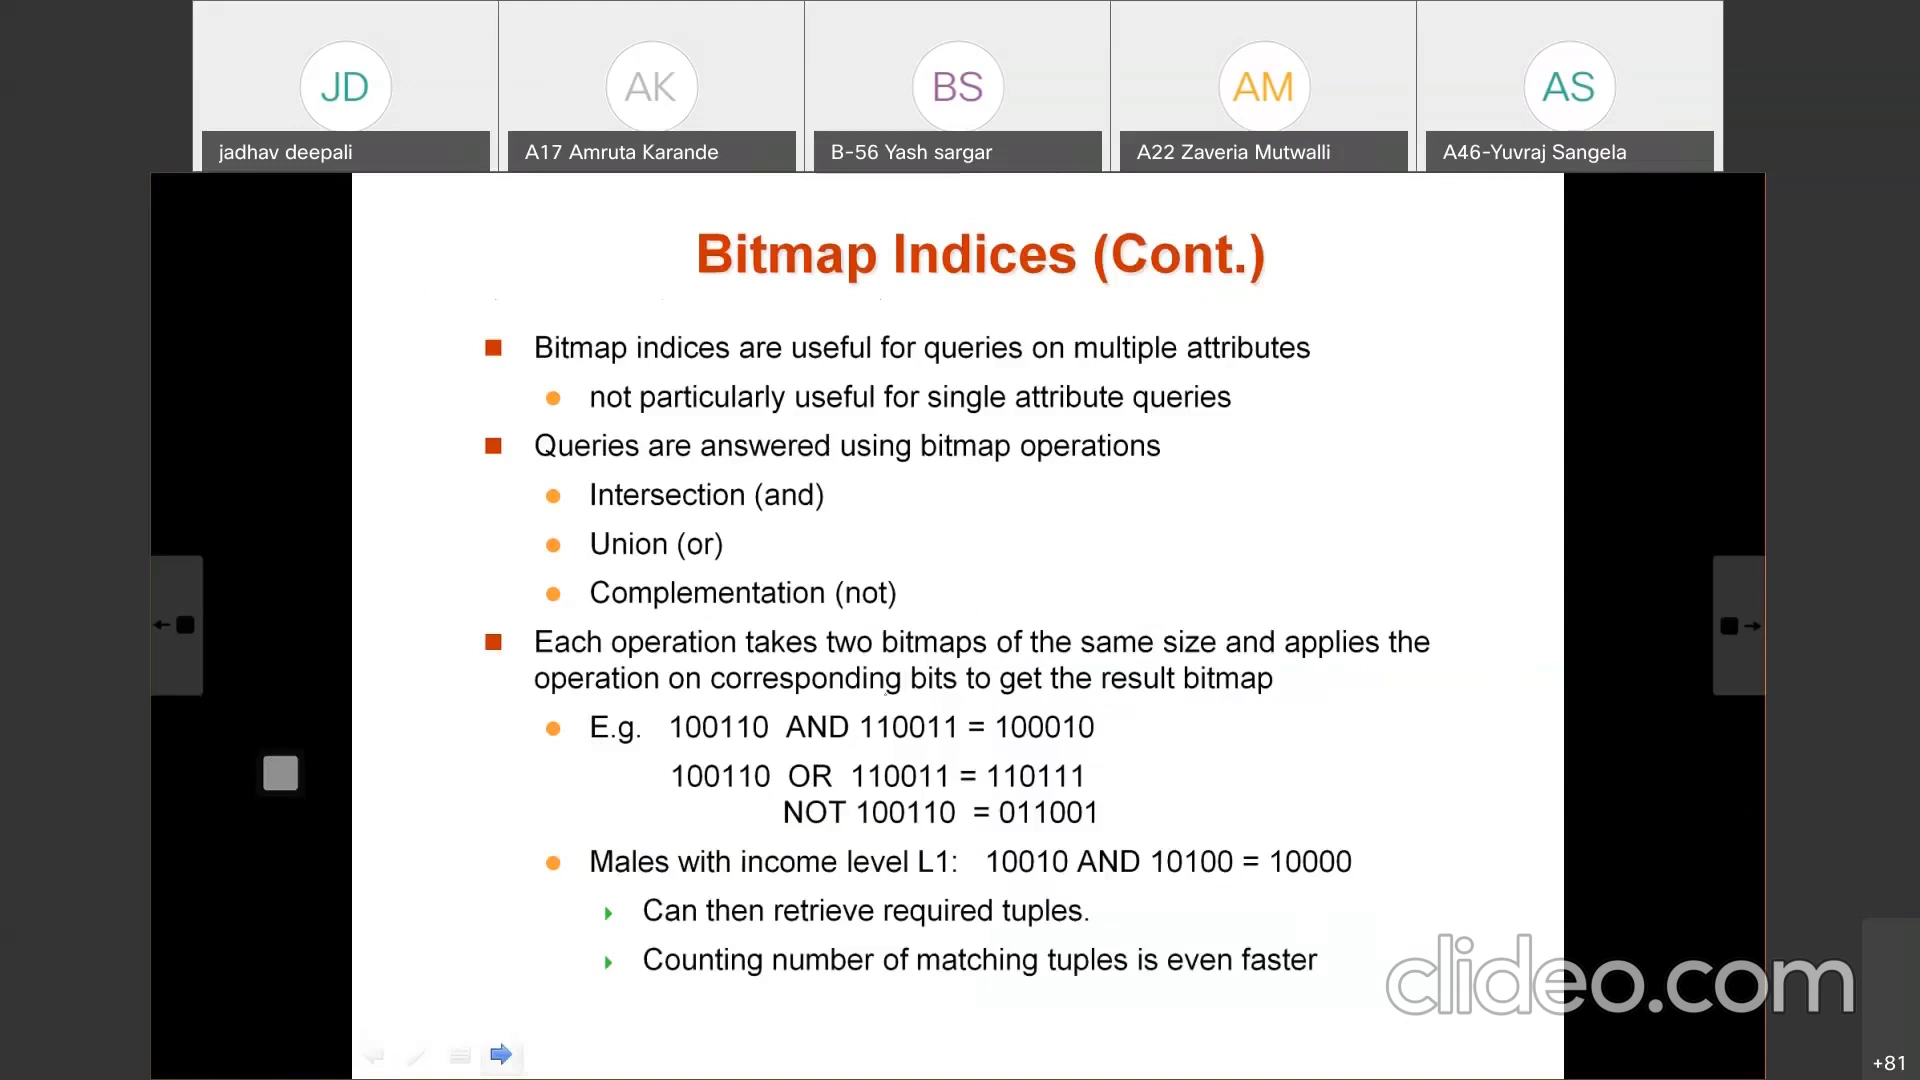 JD
AK
BS
AM
AS
jadhav deepali
A17 Amruta Karande
B-56 Yash sargar
A22 Zaveria Mutwalli
A46-Yuvraj Sangela
Bitmap Indices (Cont.)
Bitmap indices are useful for queries on multiple attributes
not particularly useful for single attribute queries
Queries are answered using bitmap operations
Intersection (and)
Union (or)
Complementation (not)
Each operation takes two bitmaps of the same size and applies the
operation on corresponding bits to get the result bitmap
E.g. 100110 AND 110011 = 100010
100110 OR 110011 = 110111
NOT 100110 = 011001
Males with income level L1: 10010 AND 10100 = 10000
Can then retrieve required tuples.
Counting number of matching tuples is even faster
clideo.com
+81